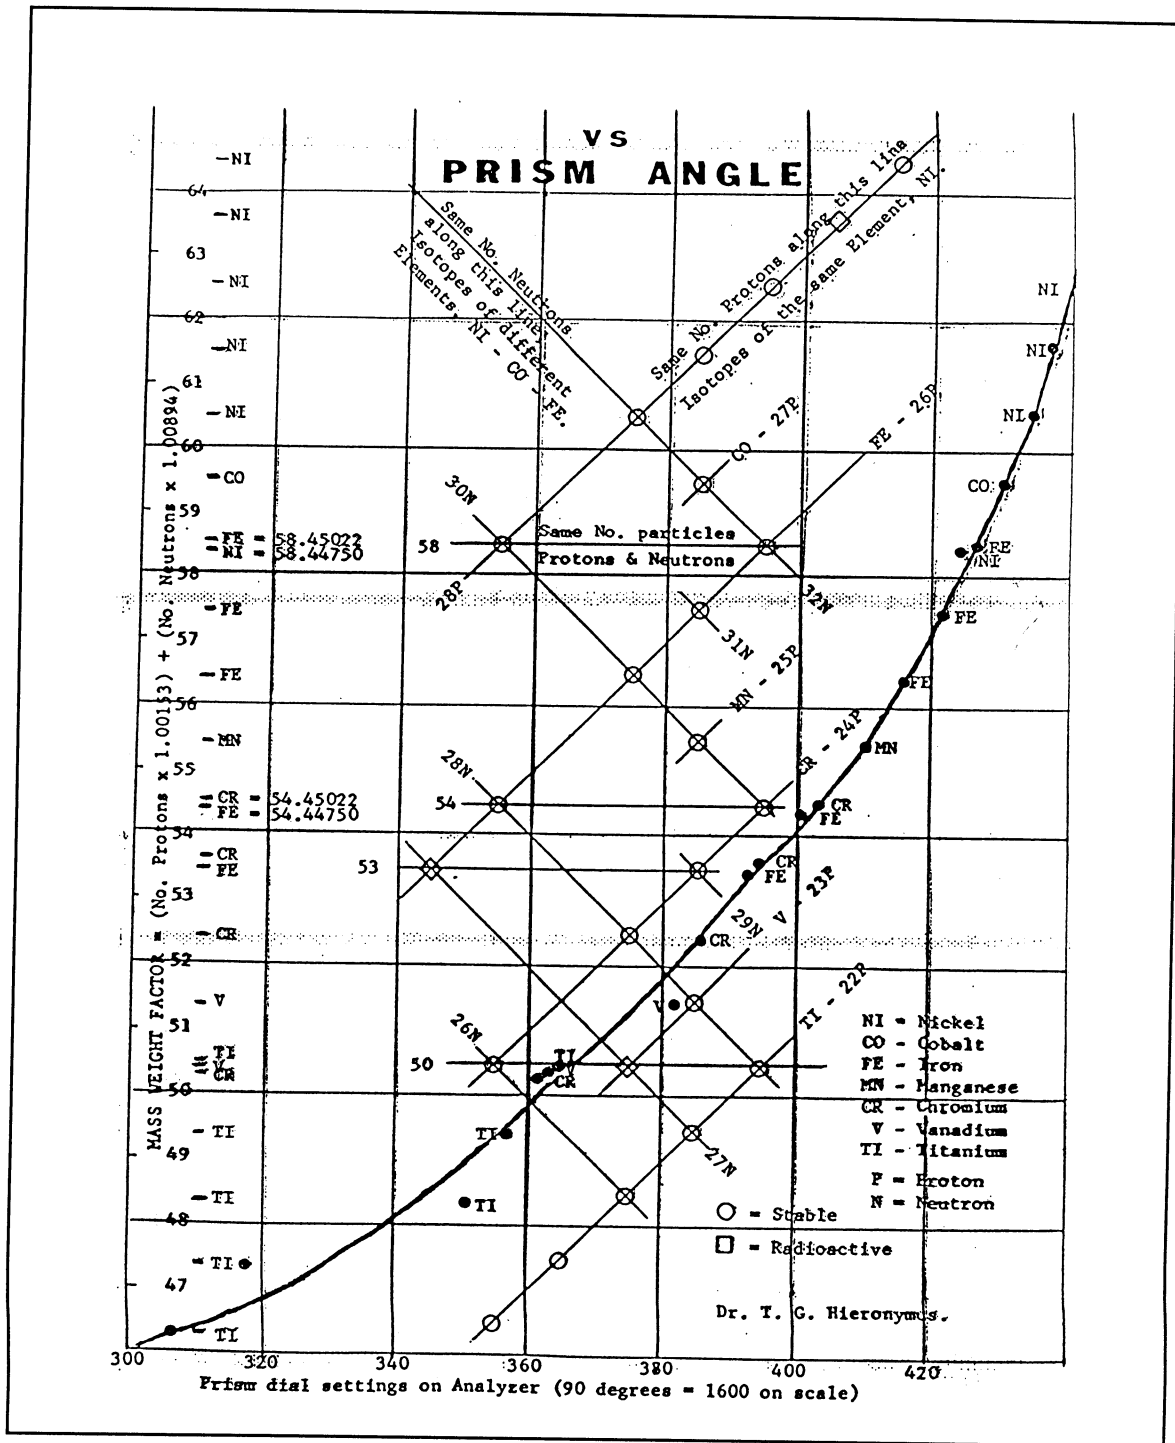 VS
PRISM ANGLE
MASS WEIGHT FACTOR = (No. Protons x 1.00153) + (No. Neutrons x 1.00894)
NI
64
NI
63
NI
62
NI
61
NI
60
CO
59
FE = 58.45022
NI = 58.44750
58
FE
57
FE
56
MN
55
CR = 54.45022
FE = 54.44750
54
CR
FE
53
CR
52
V
51
TI
V
CR
50
TI
49
TI
48
TI
47
TI
Same No. Neutrons
along this line,
Isotopes of different
Elements, NI - CO - FE.
Same No. Protons along this line
Isotopes of the same Element, NI.
CO - 27P
FE - 26P
30N
58
Same No. particles
Protons & Neutrons
28P
32N
31N
MN - 25P
CR - 24P
28N
54
53
29N
V - 23P
TI - 22P
26N
50
27N
NI
NI
NI
CO
FE
NI
FE
FE
MN
CR
FE
CR
FE
CR
V
TI
V
CR
TI
TI
NI = Nickel
CO - Cobalt
FE - Iron
MN - Manganese
CR - Chromium
V - Vanadium
TI - Titanium
P = Proton
N = Neutron
= Stable
= Radioactive
Dr. T. G. Hieronymus.
300 320 340 360 380 400 420
Prism dial settings on Analyzer (90 degrees = 1600 on scale)